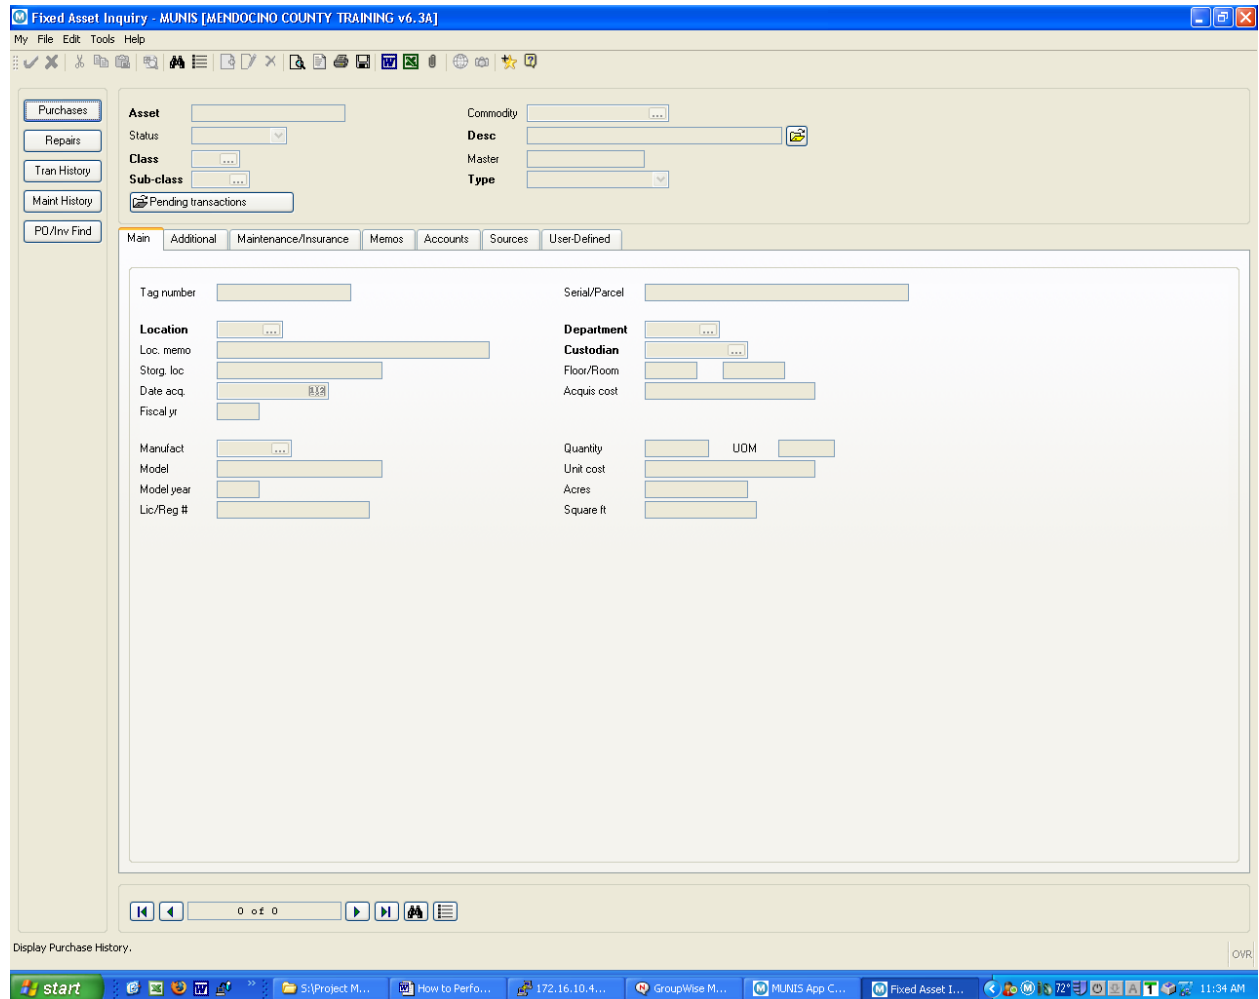 Fixed Asset Inquiry - MUNIS [MENDOCINO COUNTY TRAINING v6.3A]
My File Edit Tools Help
Purchases
Repairs
Tran History
Maint History
PO/Inv Find
Asset Commodity ...
Status Desc
Class ... Master
Sub-class ... Type
Pending transactions
Main Additional Maintenance/Insurance Memos Accounts Sources User-Defined
Tag number Serial/Parcel
Location ... Department ...
Loc. memo Custodian ...
Storg. loc Floor/Room
Date acq. Acquis cost
Fiscal yr
Manufact ... Quantity UOM
Model Unit cost
Model year Acres
Lic/Reg # Square ft
0 of 0
Display Purchase History.
OVR
start S:\Project M... How to Perfo... 172.16.10.4... GroupWise M... MUNIS App C... Fixed Asset I... 72° 11:34 AM